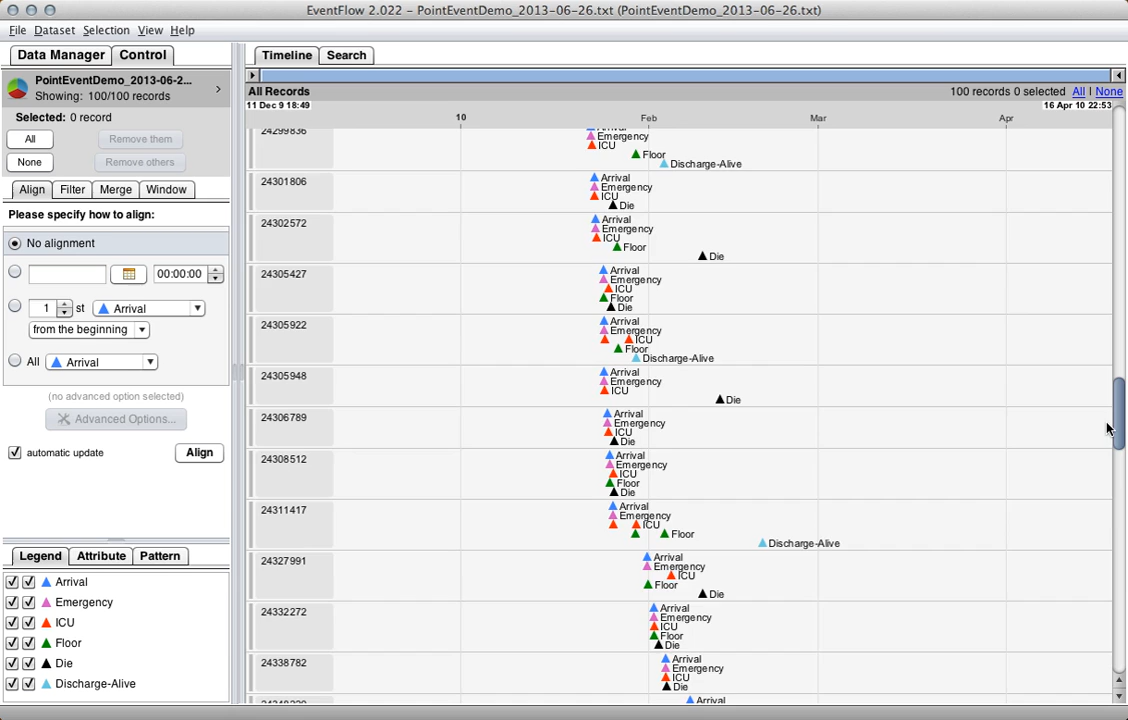 EventFlow 2.022 - PointEventDemo_2013-06-26.txt (PointEventDemo_2013-06-26.txt)
File Dataset Selection View Help
Data Manager Control
PointEventDemo_2013-06-2...
Showing: 100/100 records
Selected: 0 record
All Remove them
None Remove others
Align Filter Merge Window
Please specify how to align:
No alignment
00:00:00
1 st Arrival
from the beginning
All Arrival
(no advanced option selected)
Advanced Options...
automatic update Align
Legend Attribute Pattern
Arrival
Emergency
ICU
Floor
Die
Discharge-Alive
Timeline Search
All Records 100 records 0 selected All | None
11 Dec 9 18:49 16 Apr 10 22:53
10 Feb Mar Apr
24299836
Arrival
Emergency
ICU
Floor
Discharge-Alive
24301806
Arrival
Emergency
ICU
Die
24302572
Arrival
Emergency
ICU
Floor
Die
24305427
Arrival
Emergency
ICU
Floor
Die
24305922
Arrival
Emergency
ICU
Floor
Discharge-Alive
24305948
Arrival
Emergency
ICU
Die
24306789
Arrival
Emergency
ICU
Die
24308512
Arrival
Emergency
ICU
Floor
Die
24311417
Arrival
Emergency
ICU
Floor
Discharge-Alive
24327991
Arrival
Emergency
ICU
Floor
Die
24332272
Arrival
Emergency
ICU
Floor
Die
24338782
Arrival
Emergency
ICU
Die
Arrival